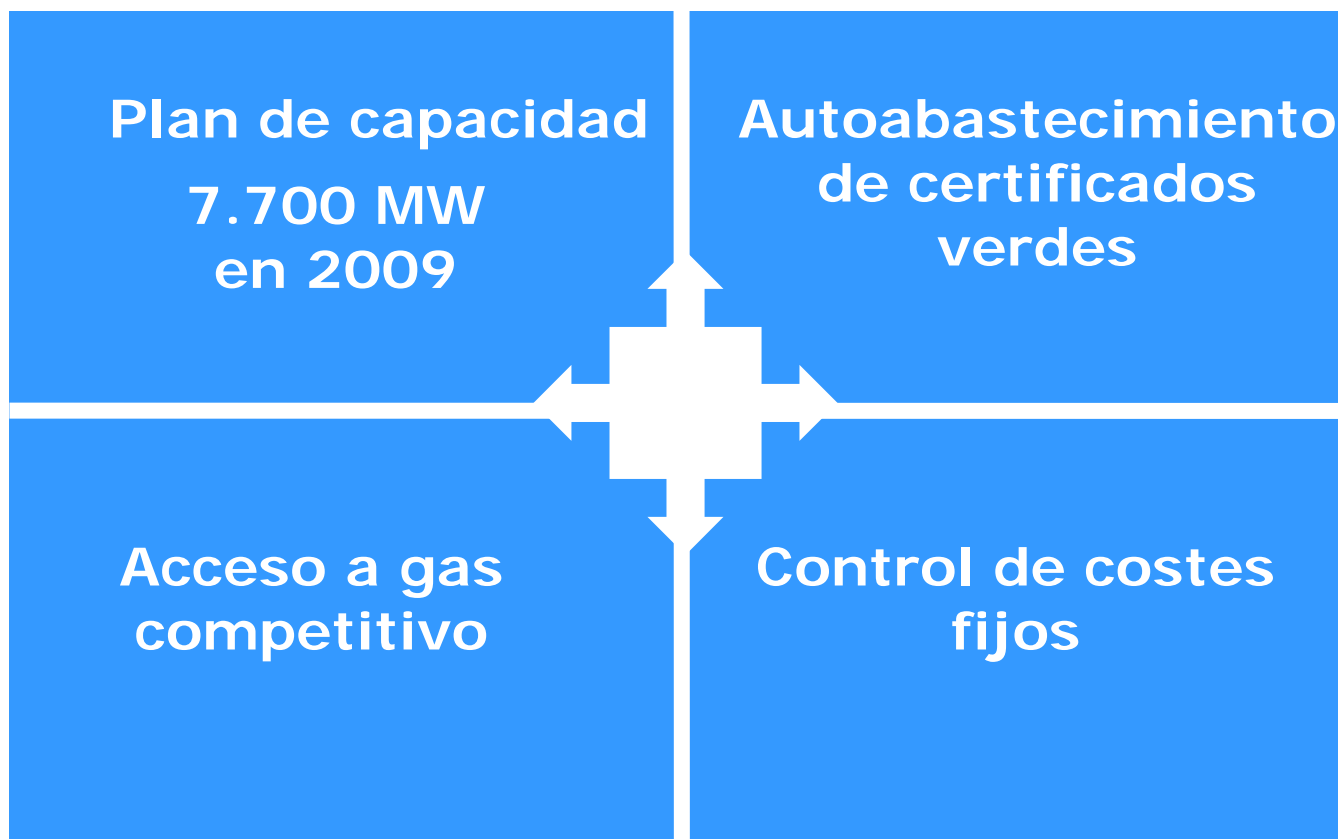 Plan de capacidad
7.700 MW
en 2009
Autoabastecimiento
de certificados
verdes
Acceso a gas
competitivo
Control de costes
fijos